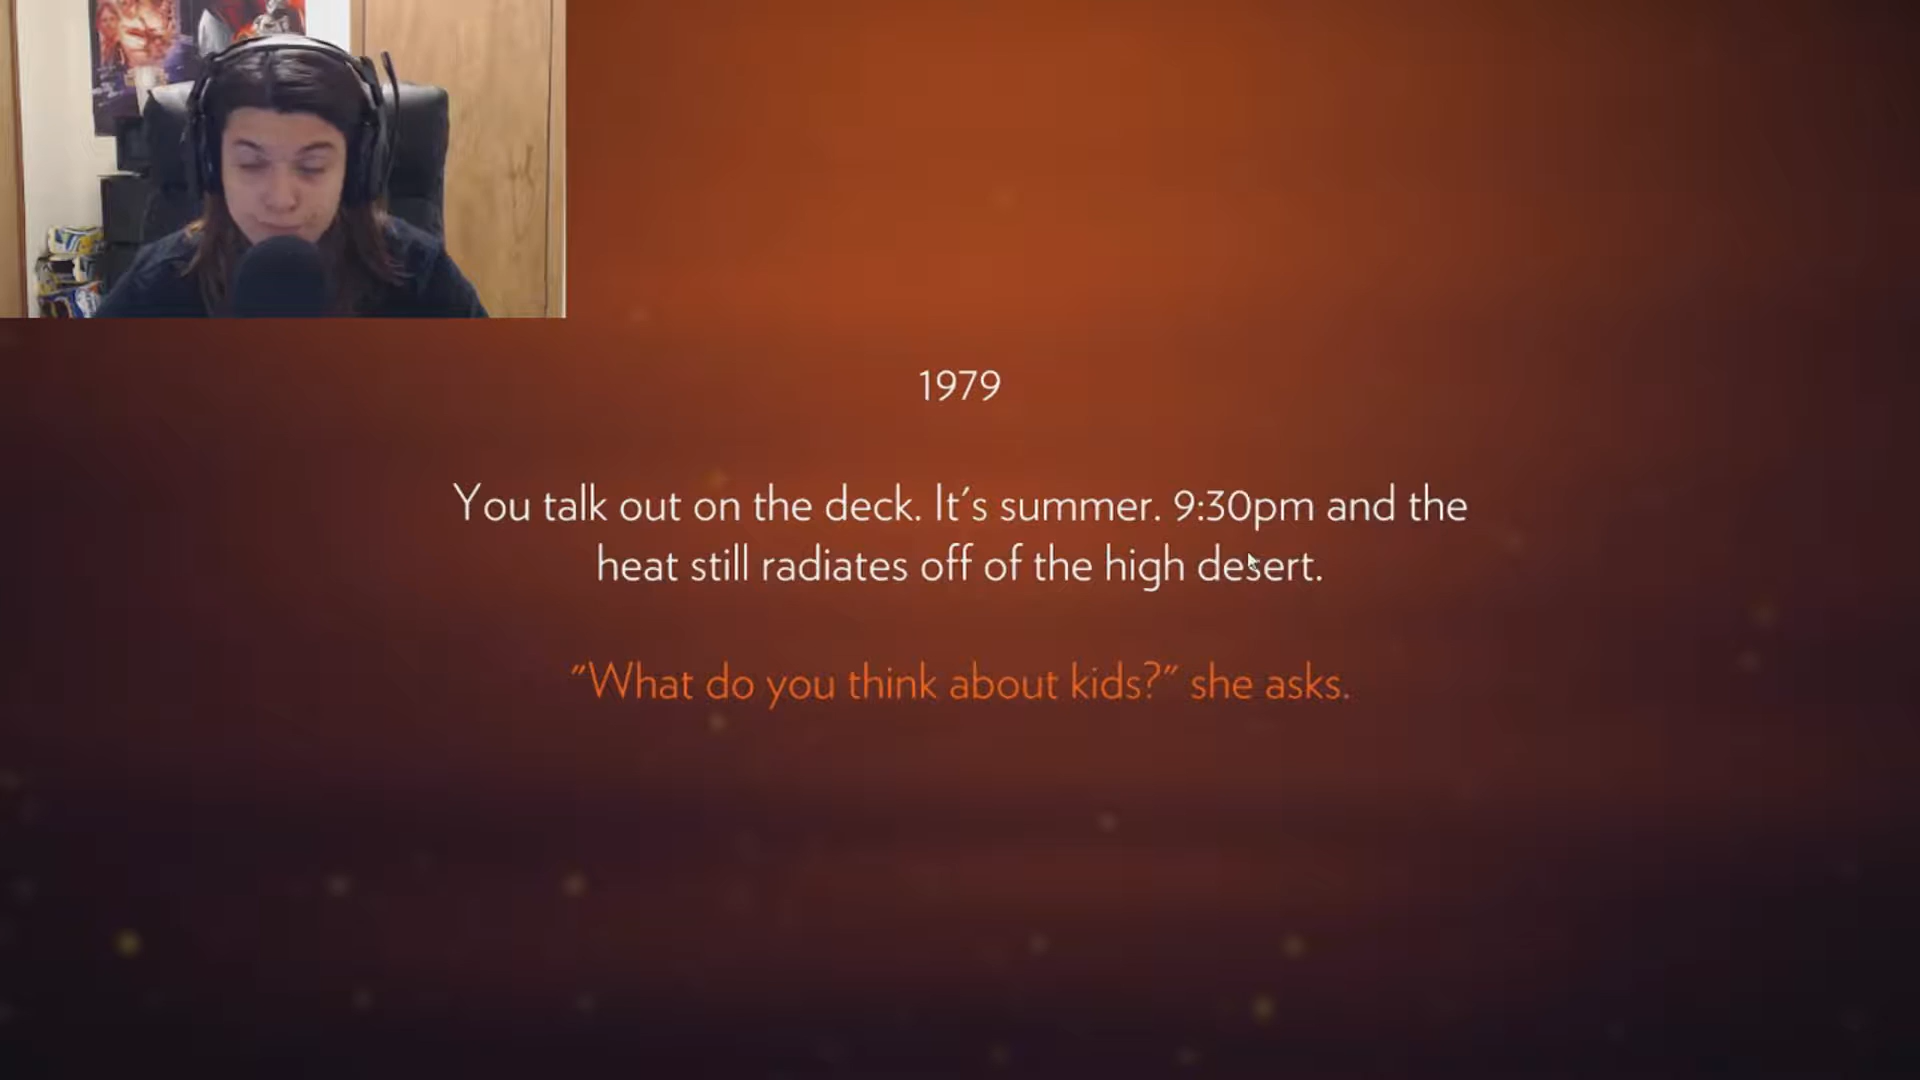 1979
You talk out on the deck. It's summer. 9:30pm and the
heat still radiates off of the high desert.
"What do you think about kids?" she asks.